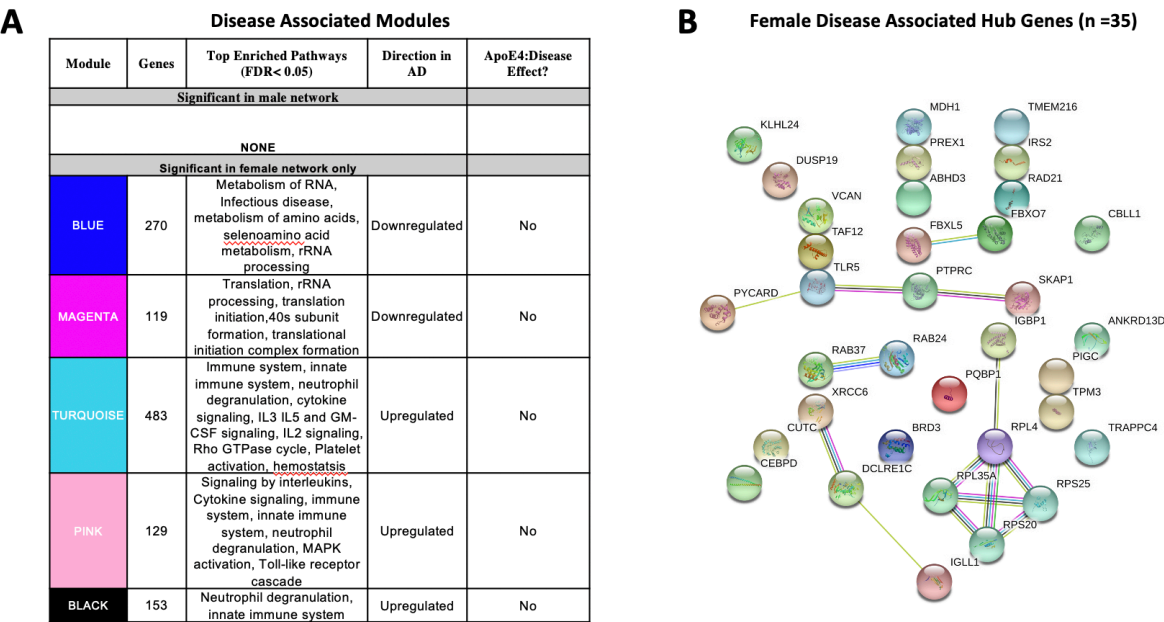 A
Disease Associated Modules
Module
Genes
Top Enriched Pathways
(FDR< 0.05)
Direction in
AD
ApoE4:Disease
Effect?
Significant in male network
NONE
Significant in female network only
BLUE
270
Metabolism of RNA,
Infectious disease,
metabolism of amino acids,
selenoamino acid
metabolism, rRNA
processing
Downregulated
No
MAGENTA
119
Translation, rRNA
processing, translation
initiation,40s subunit
formation, translational
initiation complex formation
Downregulated
No
TURQUOISE
483
Immune system, innate
immune system, neutrophil
degranulation, cytokine
signaling, IL3 IL5 and GM-
CSF signaling, IL2 signaling,
Rho GTPase cycle, Platelet
activation, hemostatsis
Upregulated
No
PINK
129
Signaling by interleukins,
Cytokine signaling, immune
system, innate immune
system, neutrophil
degranulation, MAPK
activation, Toll-like receptor
cascade
Upregulated
No
BLACK
153
Neutrophil degranulation,
innate immune system
Upregulated
No
B
Female Disease Associated Hub Genes (n =35)
MDH1
TMEM216
KLHL24
PREX1
IRS2
DUSP19
ABHD3
RAD21
VCAN
FBXO7
CBLL1
FBXL5
TAF12
TLR5
PTPRC
SKAP1
PYCARD
IGBP1
ANKRD13D
RAB37
RAB24
PIGC
PQBP1
TPM3
XRCC6
CUTC
BRD3
RPL4
TRAPPC4
CEBPD
DCLRE1C
RPL35A
RPS25
RPS20
IGLL1